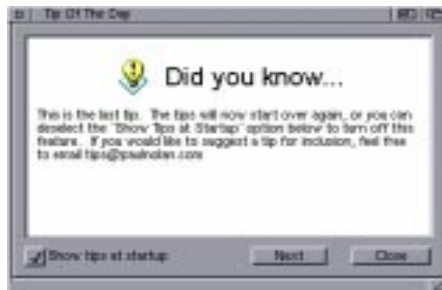 Tip Of The Day
Did you know...
This is the last tip. The tips will now start over again, or you can
deselect the "Show Tips at Startup" option below to turn off this
feature. If you would like to suggest a tip for inclusion, feel free
to email tips@paulnolan.com
Show tips at startup
Next
Close